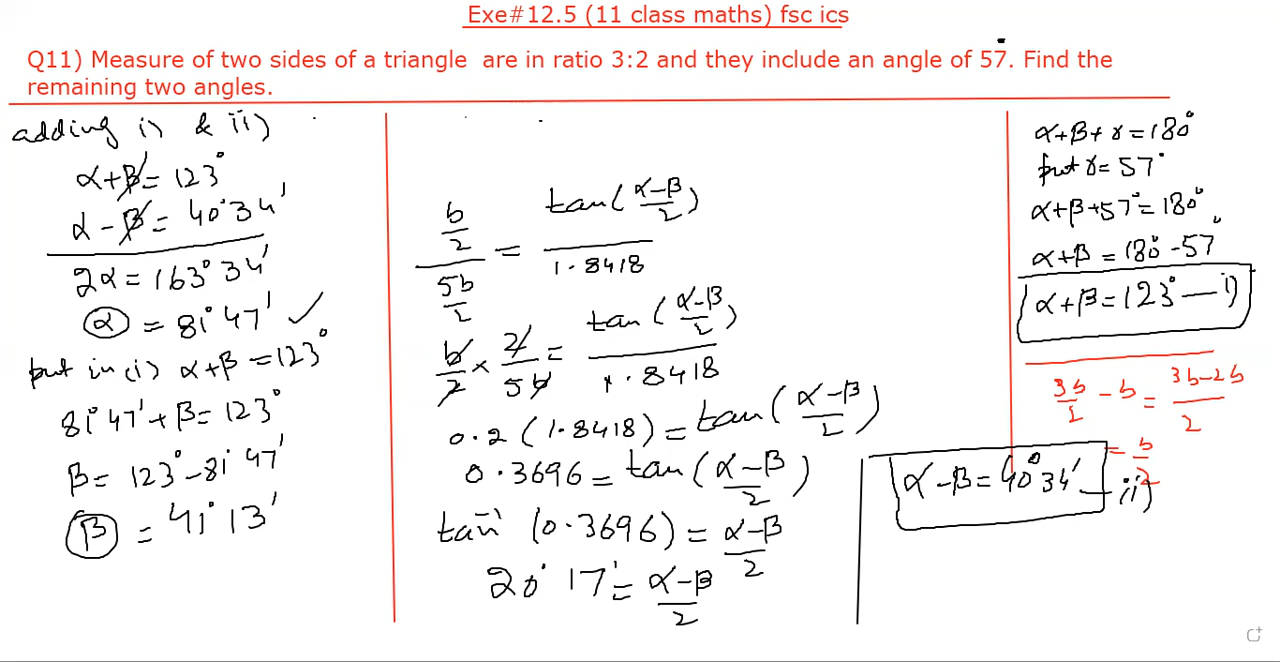 Exe#12.5 (11 class maths) fsc ics
Q11) Measure of two sides of a triangle are in ratio 3:2 and they include an angle of 57°. Find the
remaining two angles.
adding i) & ii)
α+β=123°
α-β=40°34'
2α=163°34'
α=81°47' ✓
put in (i) α+β=123°
81°47'+β=123°
β=123°-81°47'
β=41°13'
b/2 / 5b/2 = tan(α-β/2) / 1.8418
b/2 × 2/5b = tan(α-β/2) / 1.8418
0.2(1.8418)=tan(α-β/2)
0.3696=tan(α-β/2)
tan⁻¹(0.3696)=α-β/2
20°17'=α-β/2
α+β+γ=180°
put γ=57°
α+β+57°=180°
α+β=180°-57°
α+β=123°—i)
3b/2 - b = 3b-2b/2
= b/2
α-β=40°34'—ii)